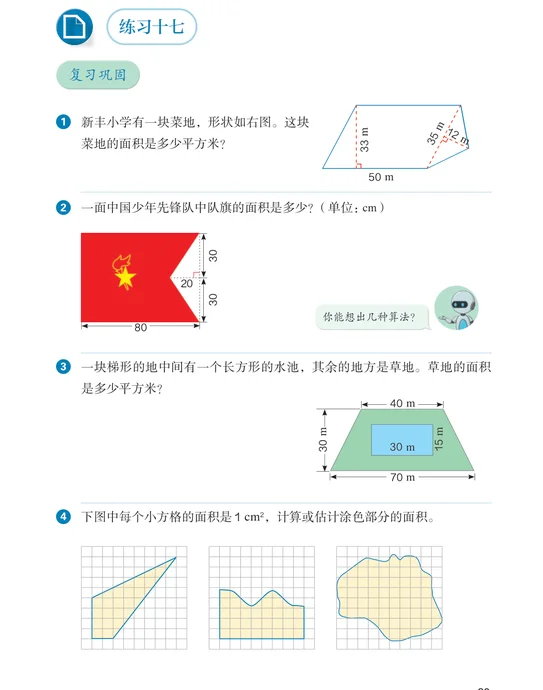 练习十七
复习巩固
1 新丰小学有一块菜地，形状如右图。这块
菜地的面积是多少平方米？
33 m
35 m
12 m
50 m
2 一面中国少年先锋队中队旗的面积是多少？（单位：cm）
30
20
30
80
你能想出几种算法？
3 一块梯形的地中间有一个长方形的水池，其余的地方是草地。草地的面积
是多少平方米？
40 m
30 m
15 m
30 m
70 m
4 下图中每个小方格的面积是 1 cm²，计算或估计涂色部分的面积。